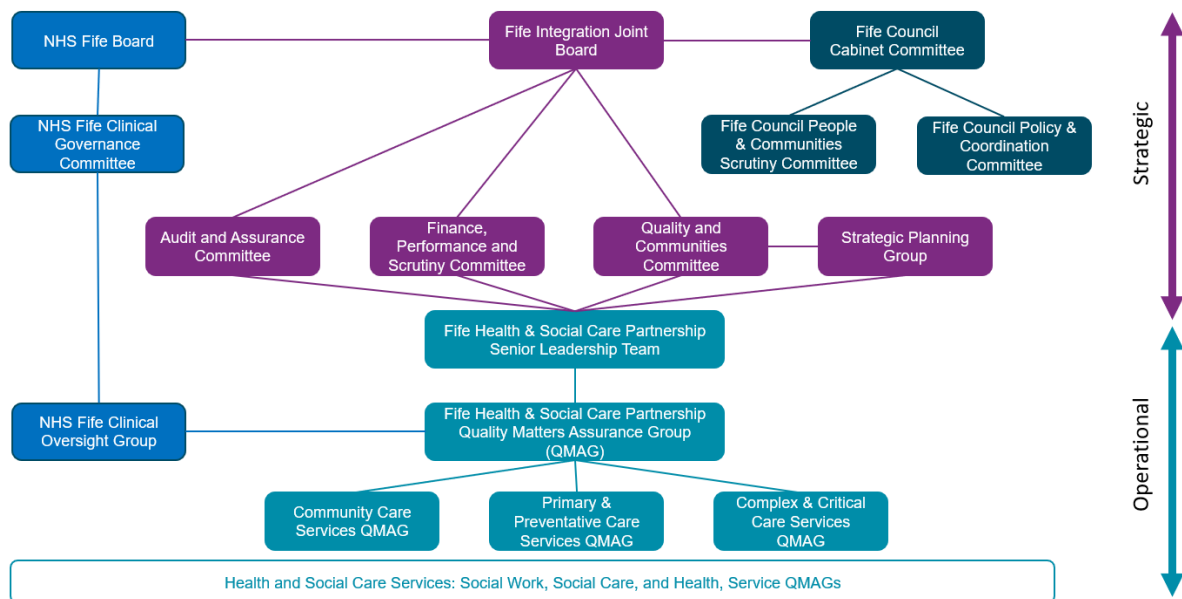 NHS Fife Board
Fife Integration Joint
Board
Fife Council
Cabinet Committee
Strategic
NHS Fife Clinical
Governance
Committee
Fife Council People
& Communities
Scrutiny Committee
Fife Council Policy &
Coordination
Committee
Audit and Assurance
Committee
Finance,
Performance and
Scrutiny Committee
Quality and
Communities
Committee
Strategic Planning
Group
Fife Health & Social Care Partnership
Senior Leadership Team
Operational
NHS Fife Clinical
Oversight Group
Fife Health & Social Care Partnership
Quality Matters Assurance Group
(QMAG)
Community Care
Services QMAG
Primary &
Preventative Care
Services QMAG
Complex & Critical
Care Services
QMAG
Health and Social Care Services: Social Work, Social Care, and Health, Service QMAGs